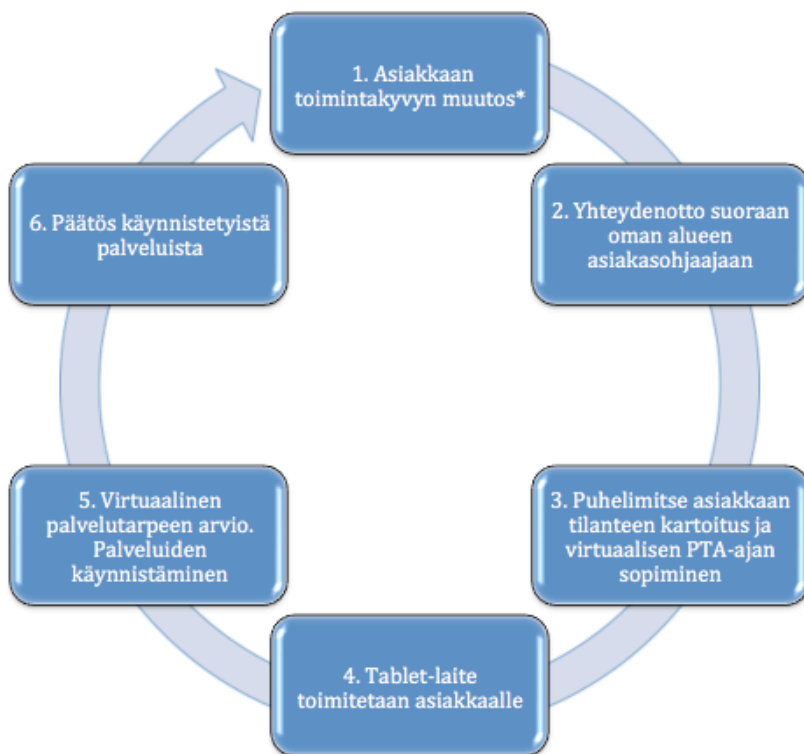 1. Asiakkaan
toimintakyvyn muutos*
2. Yhteydenotto suoraan
oman alueen
asiakasohjaajaan
3. Puhelimitse asiakkaan
tilanteen kartoitus ja
virtuaalisen PTA-ajan
sopiminen
4. Tablet-laite
toimitetaan asiakkaalle
5. Virtuaalinen
palvelutarpeen arvio.
Palveluiden
käynnistäminen
6. Päätös käynnistetyistä
palveluista